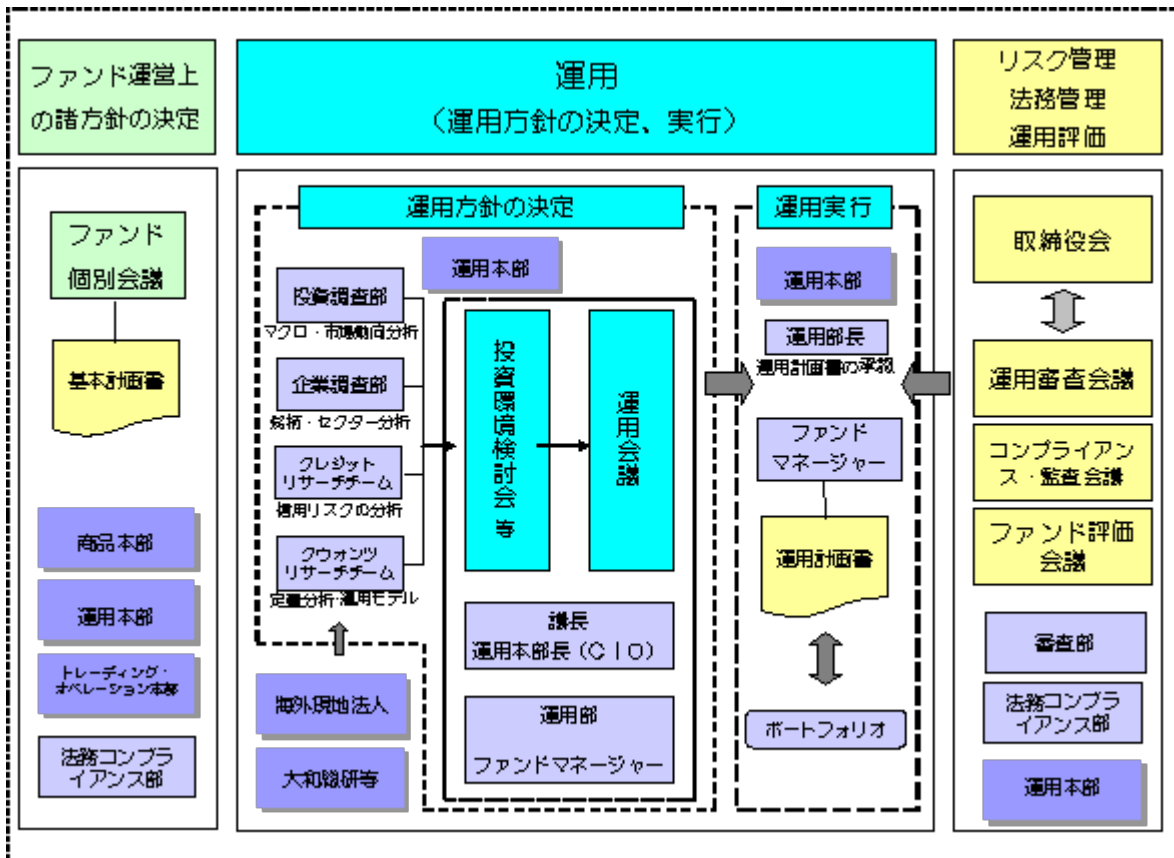 ファンド運営上
の諸方針の決定
ファンド
個別会議
基本計画書
商品本部
運用本部
トレーディング・
オペレーション本部
法務コンプラ
イアンス部
運用
（運用方針の決定、実行）
運用方針の決定
運用本部
投資調査部
マクロ・市場動向分析
企業調査部
銘柄・セクター分析
クレジット
リサーチチーム
信用リスクの分析
クウォンツ
リサーチチーム
定量分析・運用モデル
海外現地法人
大和総研等
投資環境検討会 等
運用会議
議長
運用本部長（ＣＩＯ）
運用部
ファンドマネージャー
運用実行
運用本部
運用部長
運用計画書の承認
ファンド
マネージャー
運用計画書
ポートフォリオ
リスク管理
法務管理
運用評価
取締役会
運用審査会議
コンプライアン
ス・監査会議
ファンド評価
会議
審査部
法務コンプラ
イアンス部
運用本部